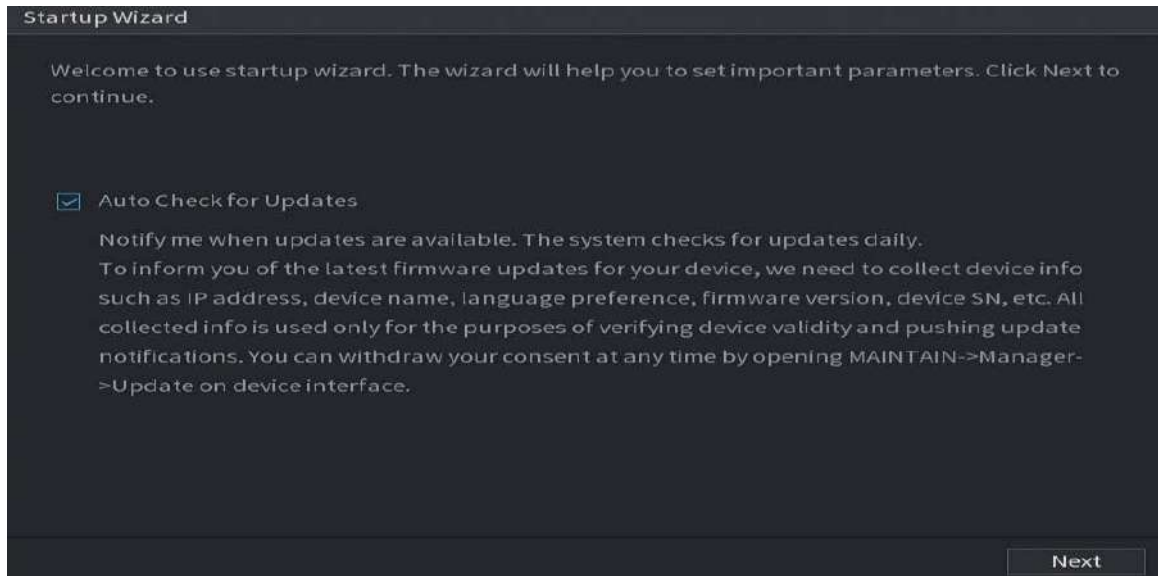 Startup Wizard
Welcome to use startup wizard. The wizard will help you to set important parameters. Click Next to
continue.
Auto Check for Updates
Notify me when updates are available. The system checks for updates daily.
To inform you of the latest firmware updates for your device, we need to collect device info
such as IP address, device name, language preference, firmware version, device SN, etc. All
collected info is used only for the purposes of verifying device validity and pushing update
notifications. You can withdraw your consent at any time by opening MAINTAIN->Manager-
>Update on device interface.
Next